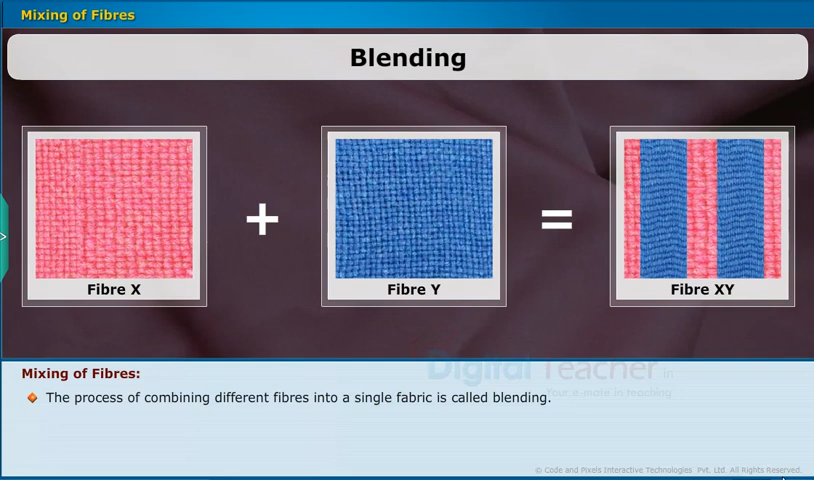 Mixing of Fibres
Blending
+
=
Fibre X
Fibre Y
Fibre XY
Mixing of Fibres:
Digital Teacher.in
Your e-mate in teaching
The process of combining different fibres into a single fabric is called blending.
© Code and Pixels Interactive Technologies Pvt. Ltd. All Rights Reserved.